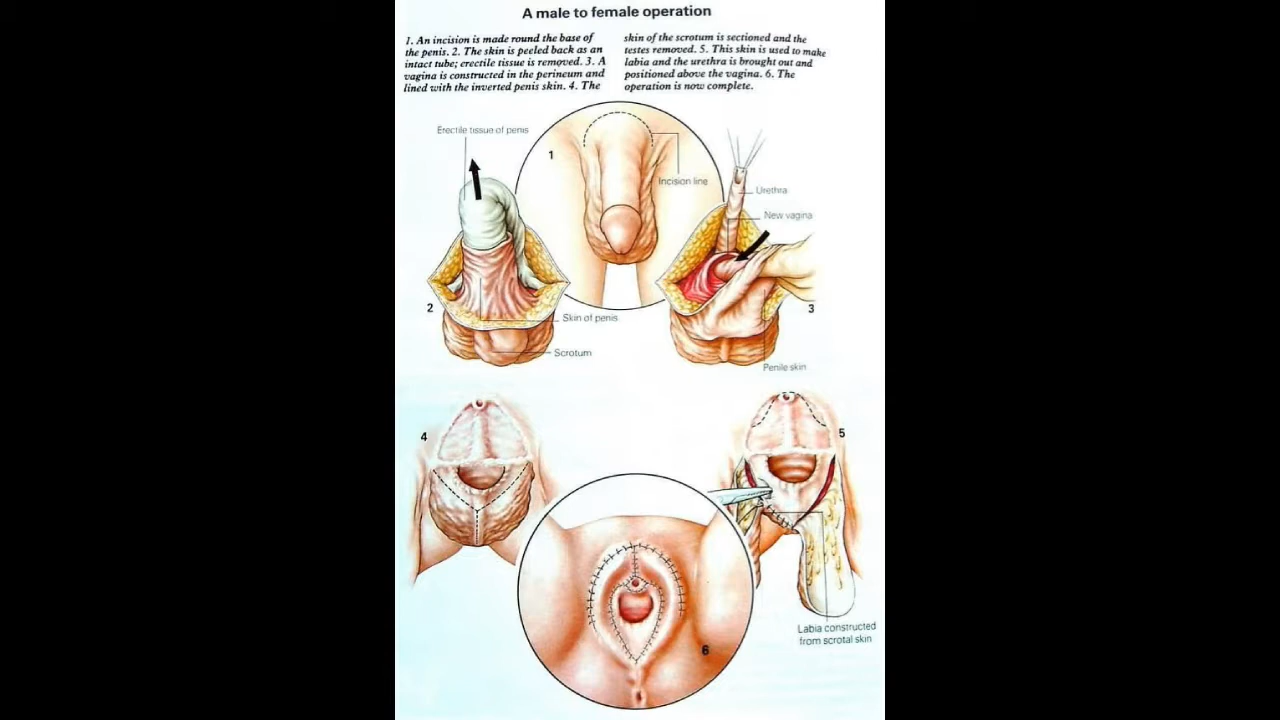 A male to female operation
1. An incision is made round the base of
the penis. 2. The skin is peeled back as an
intact tube; erectile tissue is removed. 3. A
vagina is constructed in the perineum and
lined with the inverted penis skin. 4. The
skin of the scrotum is sectioned and the
testes removed. 5. This skin is used to make
labia and the urethra is brought out and
positioned above the vagina. 6. The
operation is now complete.
Erectile tissue of penis
1
Incision line
Urethra
New vagina
2
3
Skin of penis
Scrotum
Penile skin
4
5
6
Labia constructed
from scrotal skin